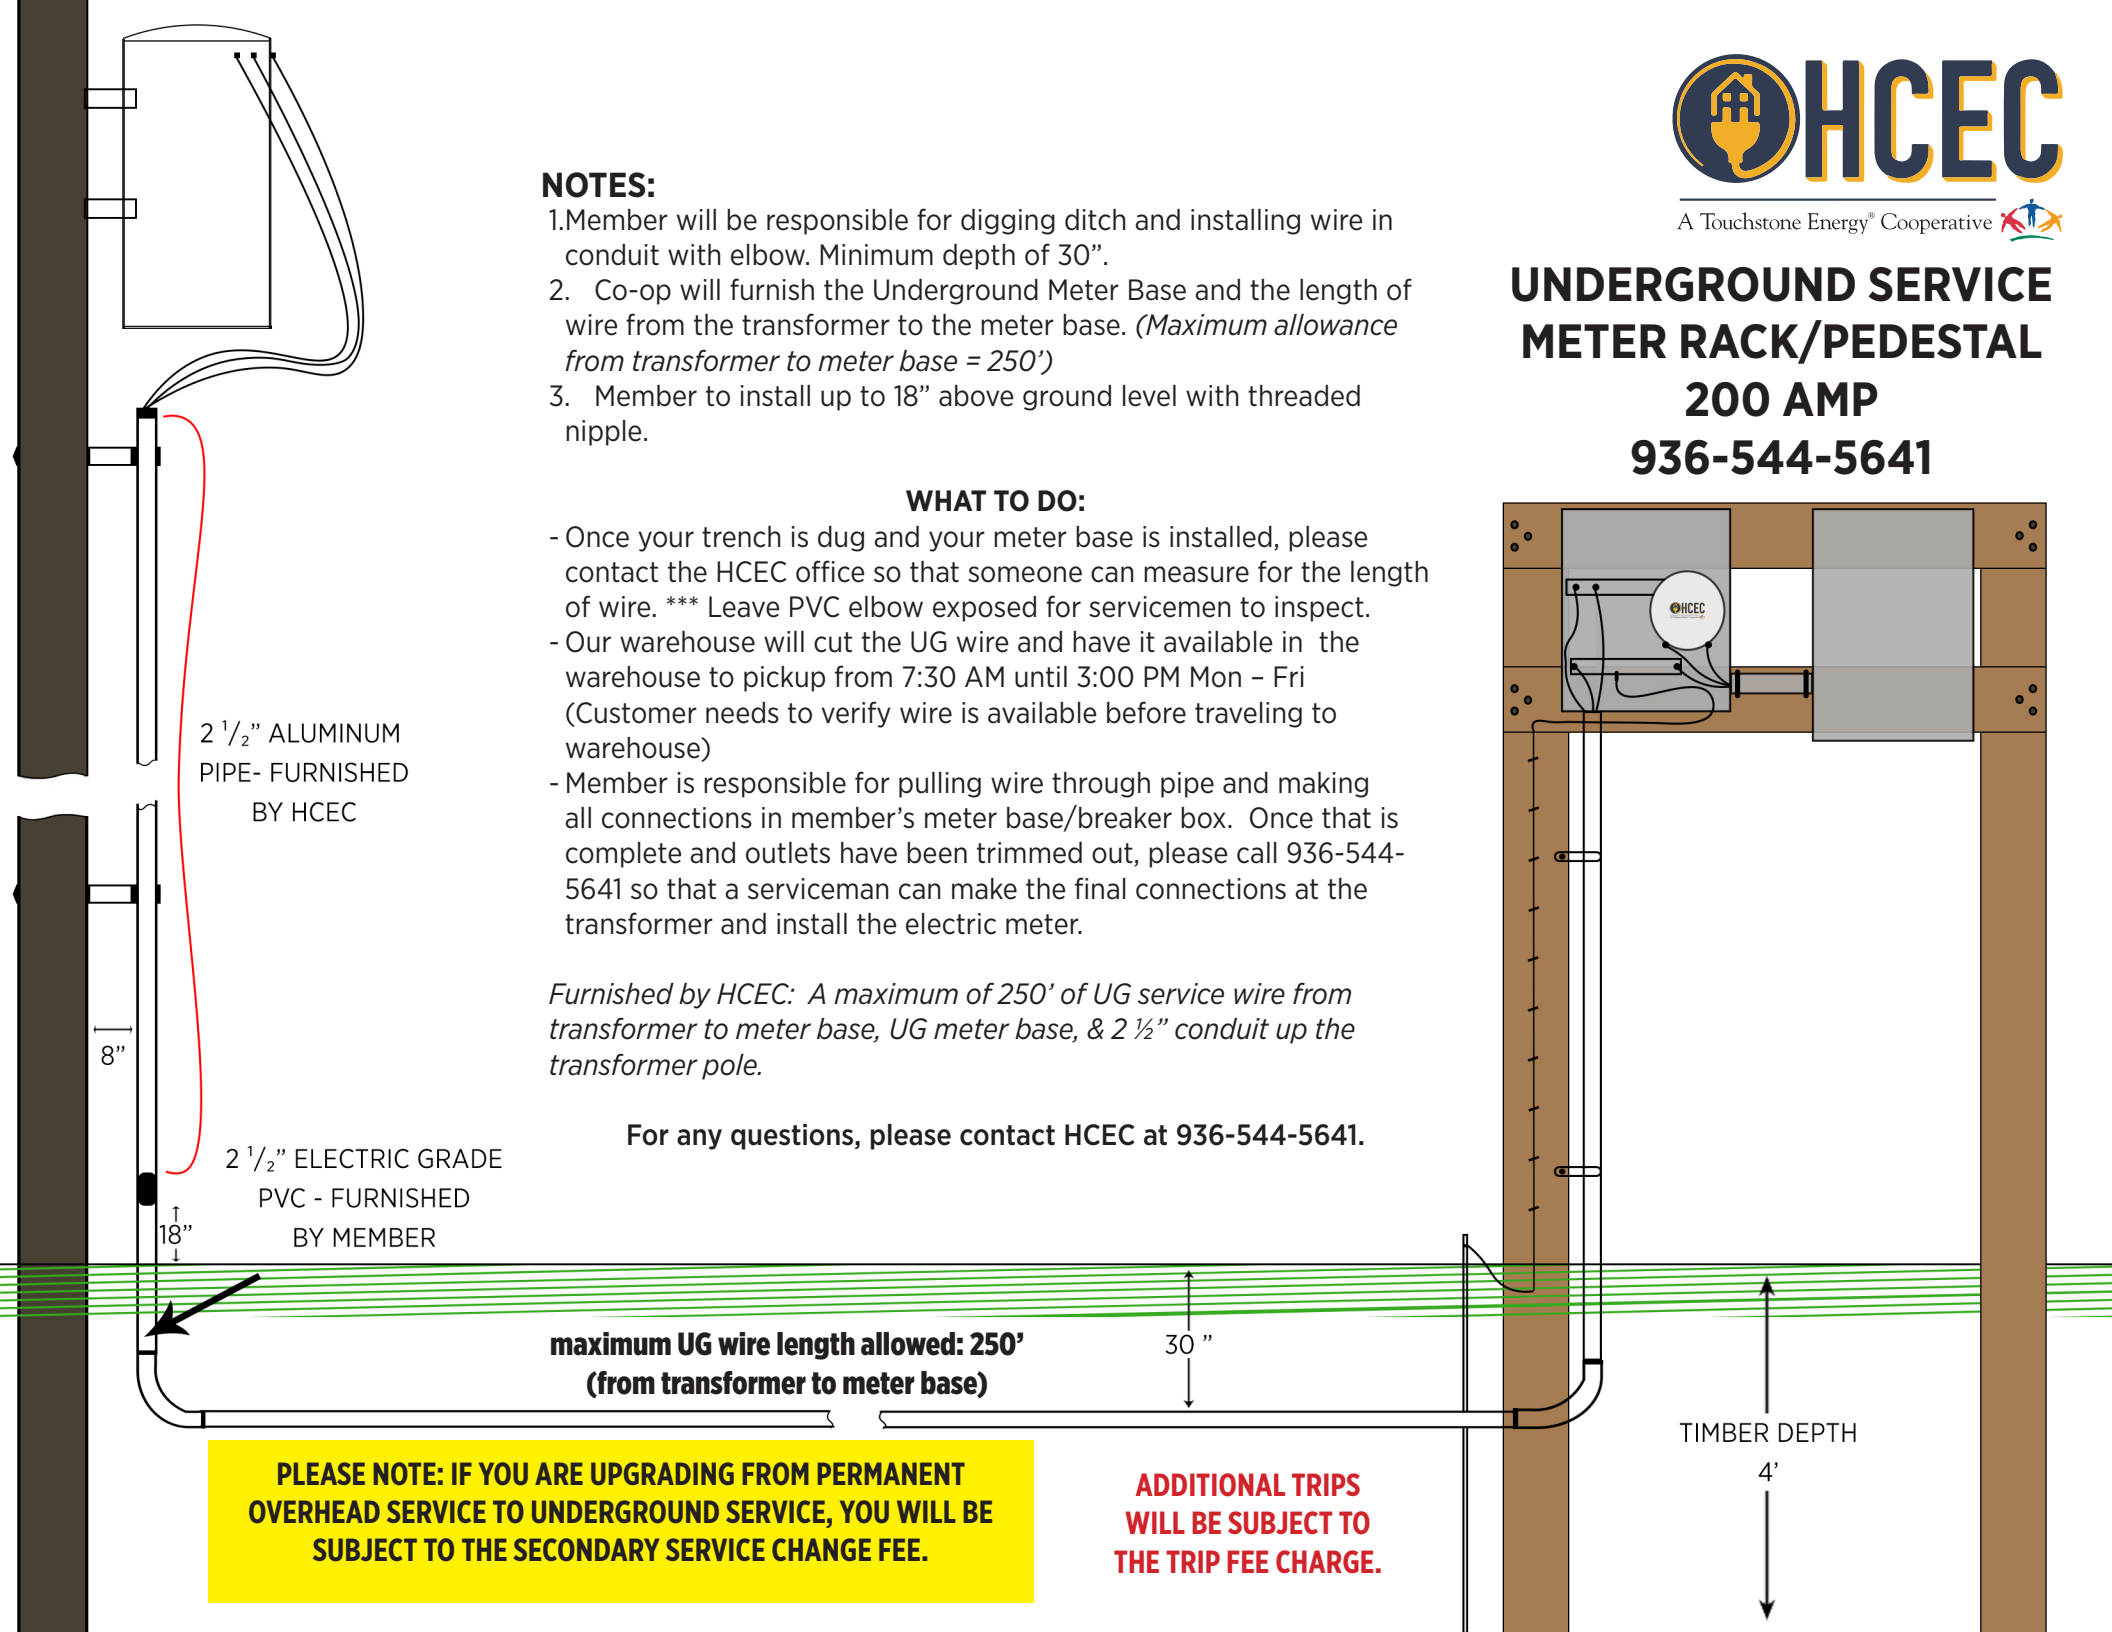 HCEC
A Touchstone Energy® Cooperative
UNDERGROUND SERVICE
METER RACK/PEDESTAL
200 AMP
936-544-5641
NOTES:
1.Member will be responsible for digging ditch and installing wire in
conduit with elbow. Minimum depth of 30”.
2. Co-op will furnish the Underground Meter Base and the length of
wire from the transformer to the meter base. (Maximum allowance
from transformer to meter base = 250’)
3. Member to install up to 18” above ground level with threaded
nipple.
WHAT TO DO:
- Once your trench is dug and your meter base is installed, please
contact the HCEC office so that someone can measure for the length
of wire. *** Leave PVC elbow exposed for servicemen to inspect.
- Our warehouse will cut the UG wire and have it available in the
warehouse to pickup from 7:30 AM until 3:00 PM Mon – Fri
(Customer needs to verify wire is available before traveling to
warehouse)
- Member is responsible for pulling wire through pipe and making
all connections in member’s meter base/breaker box. Once that is
complete and outlets have been trimmed out, please call 936-544-
5641 so that a serviceman can make the final connections at the
transformer and install the electric meter.
Furnished by HCEC: A maximum of 250’ of UG service wire from
transformer to meter base, UG meter base, & 2 ½” conduit up the
transformer pole.
For any questions, please contact HCEC at 936-544-5641.
2 1/2” ALUMINUM
PIPE- FURNISHED
BY HCEC
8”
2 1/2” ELECTRIC GRADE
PVC - FURNISHED
BY MEMBER
18”
HCEC
maximum UG wire length allowed: 250’
(from transformer to meter base)
30 ”
TIMBER DEPTH
4’
PLEASE NOTE: IF YOU ARE UPGRADING FROM PERMANENT
OVERHEAD SERVICE TO UNDERGROUND SERVICE, YOU WILL BE
SUBJECT TO THE SECONDARY SERVICE CHANGE FEE.
ADDITIONAL TRIPS
WILL BE SUBJECT TO
THE TRIP FEE CHARGE.